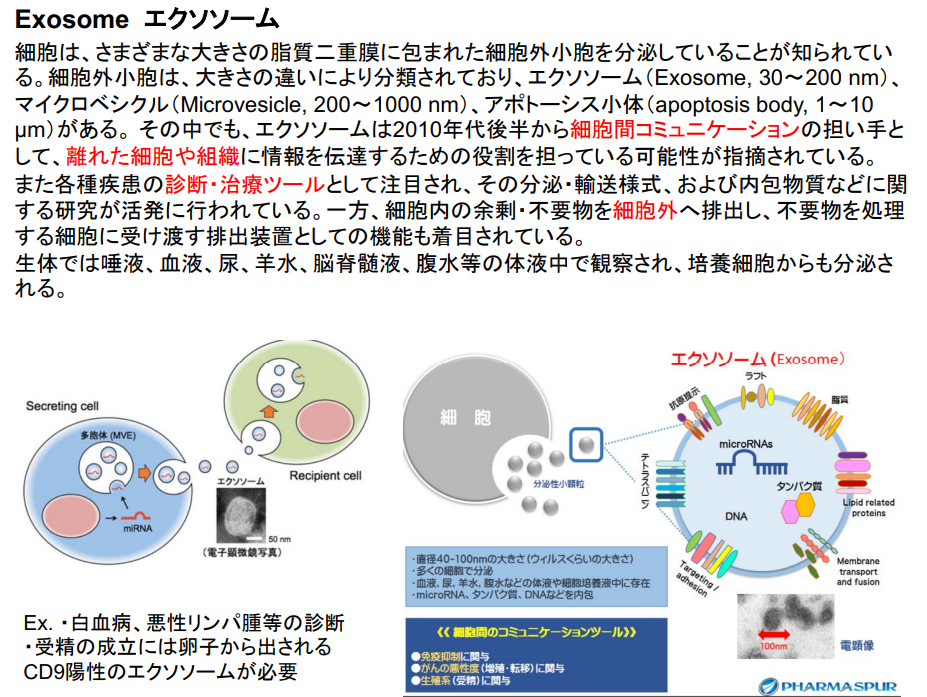 Exosome エクソソーム
細胞は、さまざまな大きさの脂質二重膜に包まれた細胞外小胞を分泌していることが知られてい
る。細胞外小胞は、大きさの違いにより分類されており、エクソソーム（Exosome, 30～200 nm）、
マイクロベシクル（Microvesicle, 200～1000 nm）、アポトーシス小体（apoptosis body, 1～10
μm）がある。 その中でも、エクソソームは2010年代後半から細胞間コミュニケーションの担い手と
して、離れた細胞や組織に情報を伝達するための役割を担っている可能性が指摘されている。
また各種疾患の診断・治療ツールとして注目され、その分泌・輸送様式、および内包物質などに関
する研究が活発に行われている。一方、細胞内の余剰・不要物を細胞外へ排出し、不要物を処理
する細胞に受け渡す排出装置としての機能も着目されている。
生体では唾液、血液、尿、羊水、脳脊髄液、腹水等の体液中で観察され、培養細胞からも分泌さ
れる。
Secreting cell
多胞体 (MVE)
miRNA
Recipient cell
エクソソーム
50 nm
（電子顕微鏡写真）
Ex. ・白血病、悪性リンパ腫等の診断
・受精の成立には卵子から出される
CD9陽性のエクソソームが必要
細 胞
分泌性小顆粒
エクソソーム（Exosome）
ラフト
抗原提示
脂質
microRNAs
テトラスパニン
タンパク質
DNA
Lipid related
proteins
Targeting /
adhesion
Membrane
transport
and fusion
・直径40-100nmの大きさ（ウィルスくらいの大きさ）
・多くの細胞で分泌
・血液、尿、羊水、腹水などの体液や細胞培養液中に存在
・microRNA、タンパク質、DNAなどを内包
《《 細胞間のコミュニケーションツール》》
●免疫抑制に関与
●がんの悪性度（増殖・転移）に関与
●生殖系（受精）に関与
100nm
電顕像
PHARMASPUR